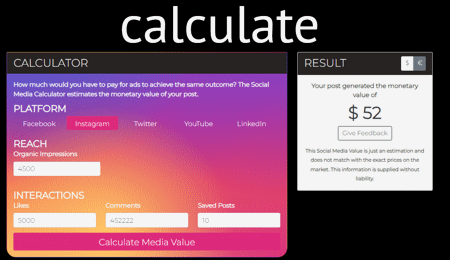 calculate
CALCULATOR
How much would you have to pay for ads to achieve the same outcome? The Social
Media Calculator estimates the monetary value of your post.
PLATFORM
Facebook Instagram Twitter YouTube LinkedIn
REACH
Organic Impressions
4500
INTERACTIONS
Likes Comments Saved Posts
5000 452222 10
Calculate Media Value
RESULT $ €
Your post generated the monetary
value of
$ 52
Give Feedback
This Social Media Value is just an estimation and
does not match with the exact prices on the
market. This information is supplied without
liability.